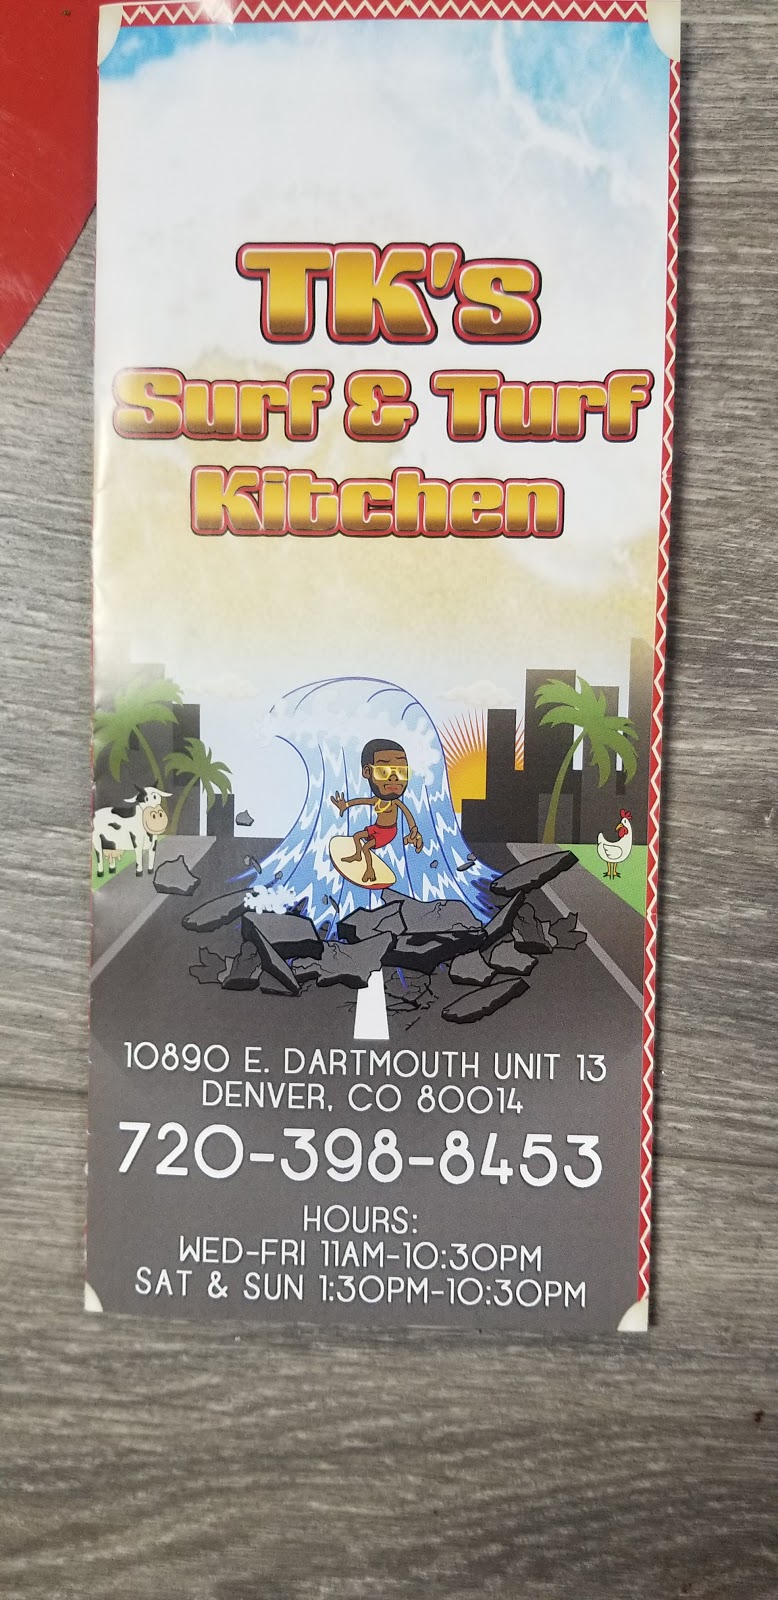 TK's
Surf & Turf
Kitchen
10890 E. DARTMOUTH UNIT 13
DENVER, CO 80014
720-398-8453
HOURS:
WED-FRI 11AM-10:30PM
SAT & SUN 1:30PM-10:30PM